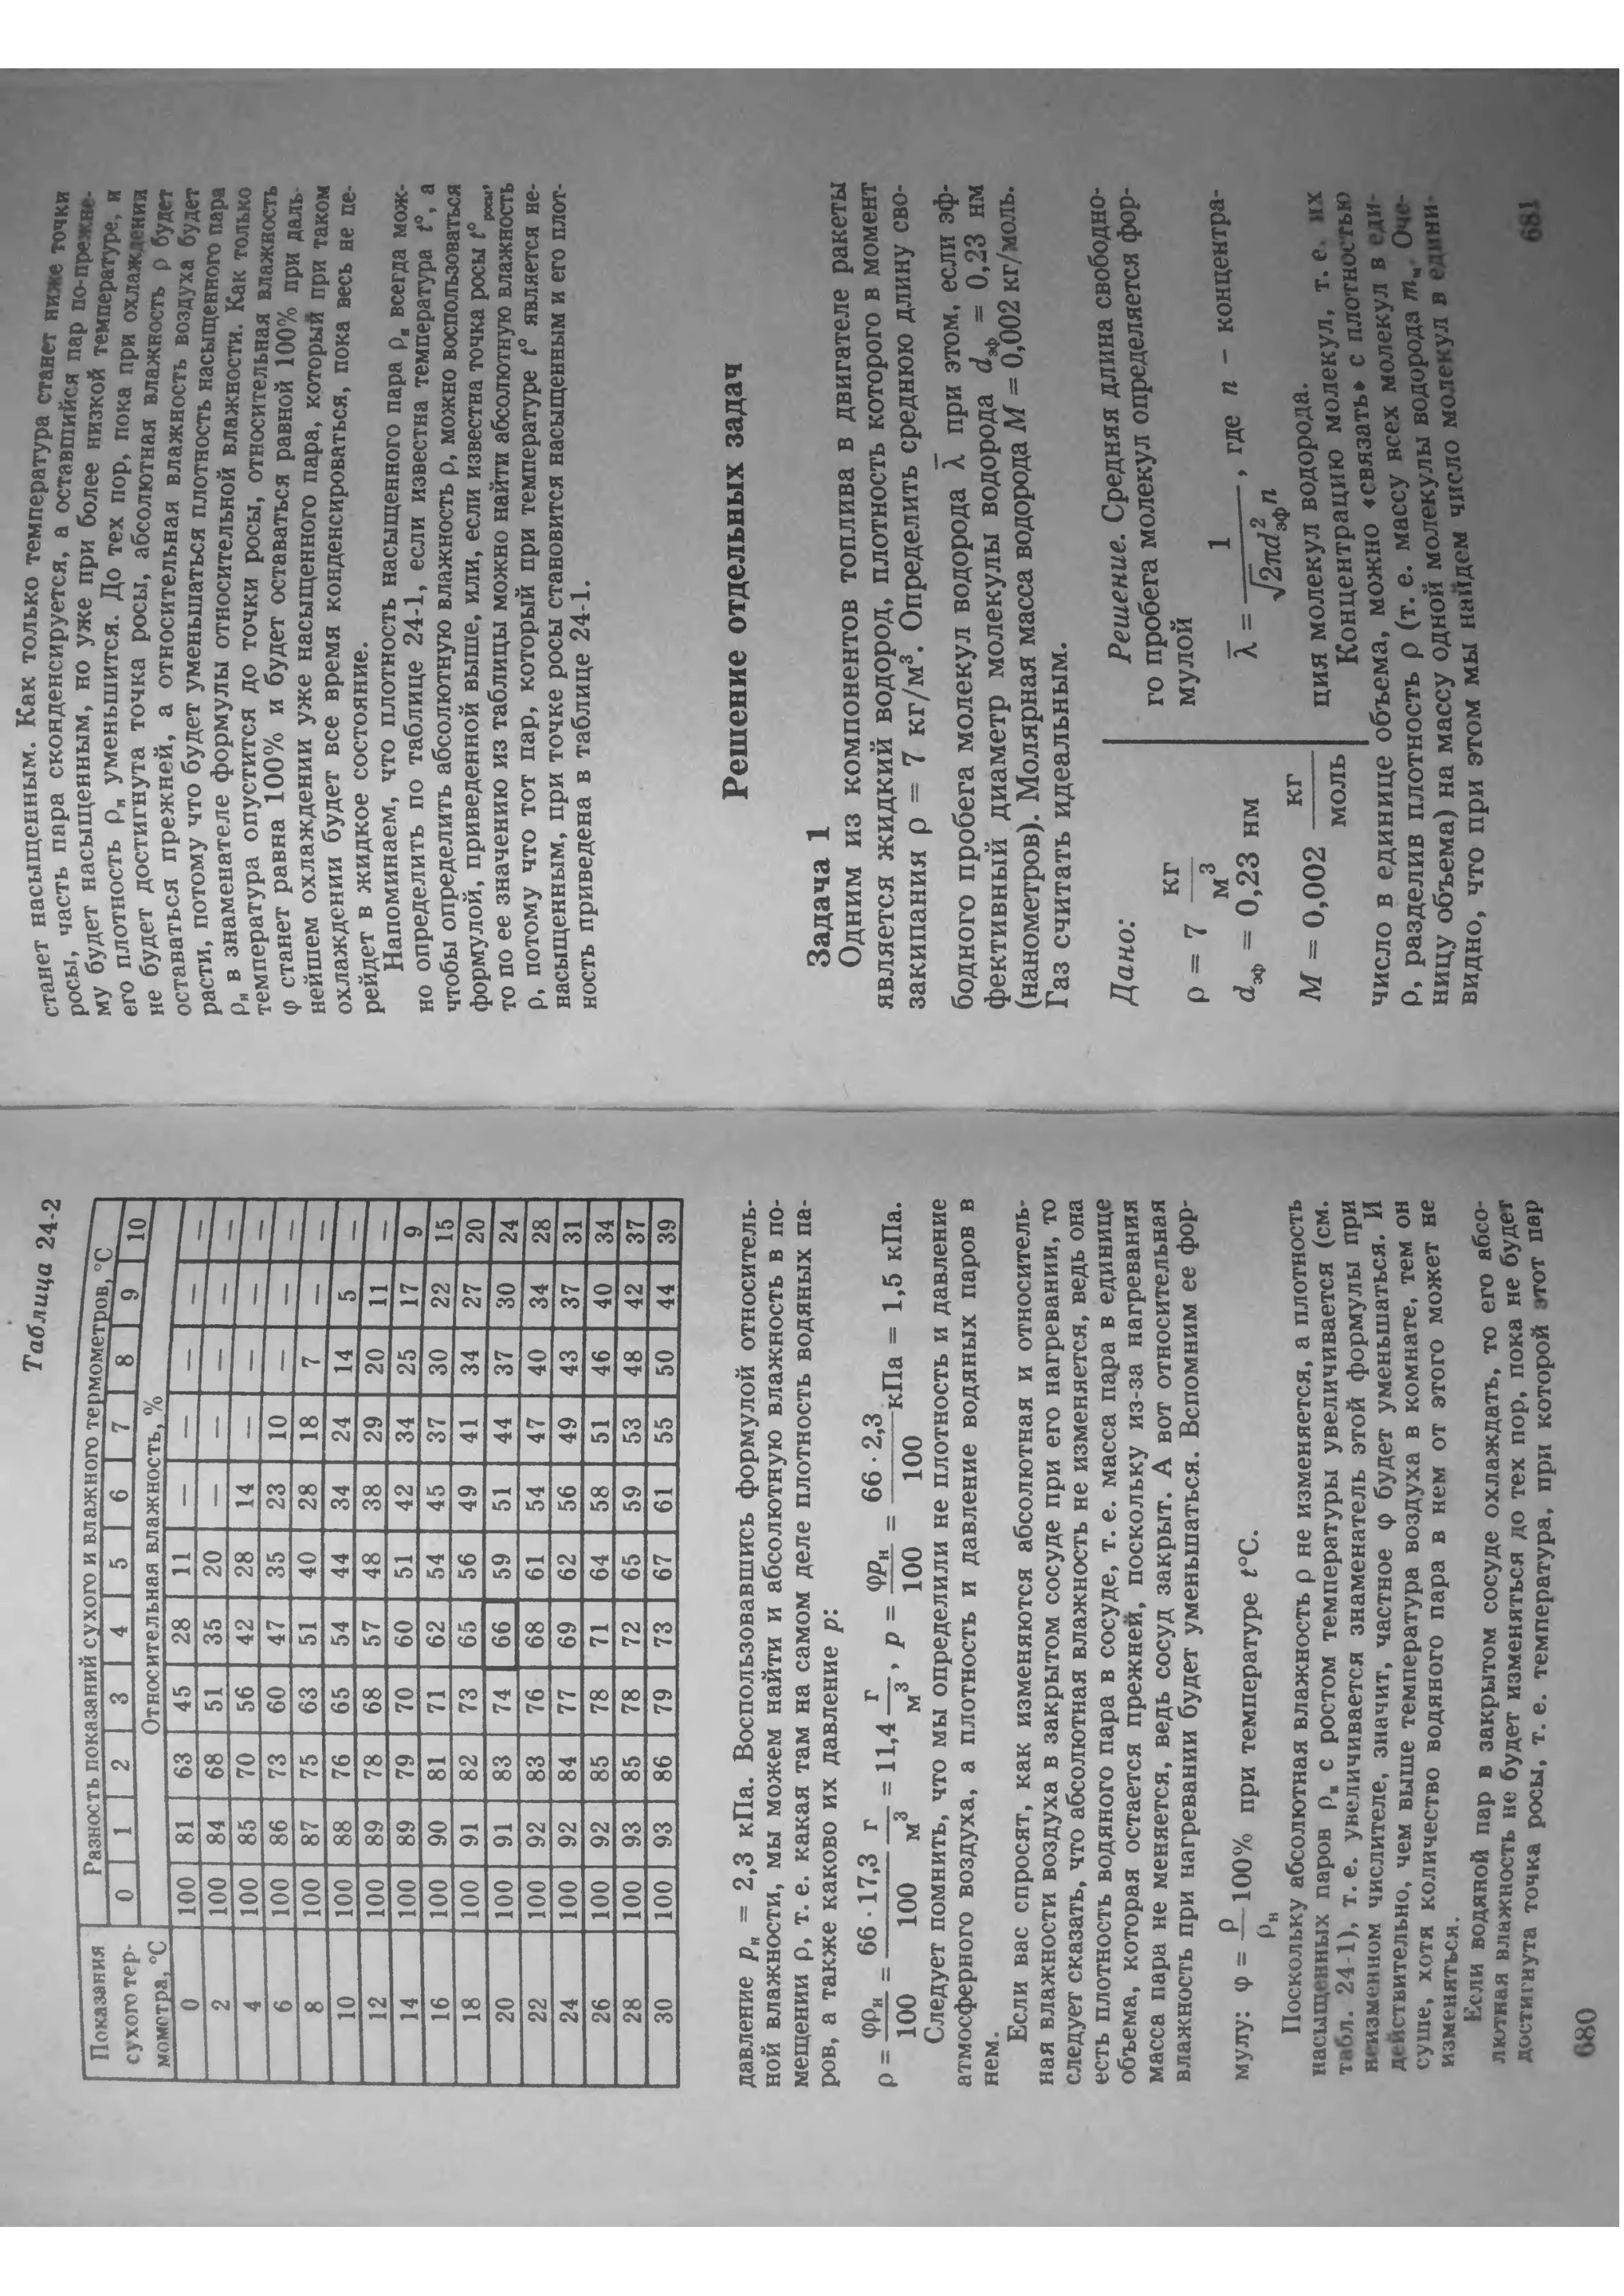 Таблица 24-2
Показания сухого термометра, °С | Разность показаний сухого и влажного термометров, °С
0 1 2 3 4 5 6 7 8 9 10
Относительная влажность, %
0 100 81 63 45 28 11 — — — — —
2 100 84 68 51 35 20 — — — — —
4 100 85 70 56 42 28 14 — — — —
6 100 86 73 60 47 35 23 10 — — —
8 100 87 75 63 51 40 28 18 7 — —
10 100 88 76 65 54 44 34 24 14 5 —
12 100 89 78 68 57 48 38 29 20 11 —
14 100 89 79 70 60 51 42 34 25 17 9
16 100 90 81 71 62 54 45 37 30 22 15
18 100 91 82 73 65 56 49 41 34 27 20
20 100 91 83 74 66 59 51 44 37 30 24
22 100 92 83 76 68 61 54 47 40 34 28
24 100 92 84 77 69 62 56 49 43 37 31
26 100 92 85 78 71 64 58 51 46 40 34
28 100 93 85 78 72 65 59 53 48 42 37
30 100 93 86 79 73 67 61 55 50 44 39
давление pн = 2,3 кПа. Воспользовавшись формулой относитель-
ной влажности, мы можем найти и абсолютную влажность в по-
мещении ρ, т. е. какая там на самом деле плотность водяных па-
ров, а также каково их давление p:
ρ = φρн/100 = 66 · 17,3/100 г/м³ = 11,4 г/м³, p = φpн/100 = 66 · 2,3/100 кПа = 1,5 кПа.
Следует помнить, что мы определили не плотность и давление
атмосферного воздуха, а плотность и давление водяных паров в
нем.
Если вас спросят, как изменяются абсолютная и относитель-
ная влажности воздуха в закрытом сосуде при его нагревании, то
следует сказать, что абсолютная влажность не изменяется, ведь она
есть плотность водяного пара в сосуде, т. е. масса пара в единице
объема, которая остается прежней, поскольку из-за нагревания
масса пара не меняется, ведь сосуд закрыт. А вот относительная
влажность при нагревании будет уменьшаться. Вспомним ее фор-
мулу: φ = ρ/ρн 100% при температуре t°C.
Поскольку абсолютная влажность ρ не изменяется, а плотность
насыщенных паров ρн с ростом температуры увеличивается (см.
табл. 24-1), т. е. увеличивается знаменатель этой формулы при
неизменном числителе, значит, частное φ будет уменьшаться. И
действительно, чем выше температура воздуха в комнате, тем он
суше, хотя количество водяного пара в нем от этого может не
изменяться.
Если водяной пар в закрытом сосуде охлаждать, то его абсо-
лютная влажность не будет изменяться до тех пор, пока не будет
достигнута точка росы, т. е. температура, при которой этот пар
680
станет насыщенным. Как только температура станет ниже точки
росы, часть пара сконденсируется, а оставшийся пар по-прежне-
му будет насыщенным, но уже при более низкой температуре, и
его плотность ρн уменьшится. До тех пор, пока при охлаждении
не будет достигнута точка росы, абсолютная влажность ρ будет
оставаться прежней, а относительная влажность воздуха будет
расти, потому что будет уменьшаться плотность насыщенного пара
ρн в знаменателе формулы относительной влажности. Как только
температура опустится до точки росы, относительная влажность
φ станет равна 100% и будет оставаться равной 100% при даль-
нейшем охлаждении уже насыщенного пара, который при таком
охлаждении будет все время конденсироваться, пока весь не пе-
рейдет в жидкое состояние.
Напоминаем, что плотность насыщенного пара ρн всегда мож-
но определить по таблице 24-1, если известна температура t°, а
чтобы определить абсолютную влажность ρ, можно воспользоваться
формулой, приведенной выше, или, если известна точка росы t°росы,
то по ее значению из таблицы можно найти абсолютную влажность
ρ, потому что тот пар, который при температуре t° является не-
насыщенным, при точке росы становится насыщенным и его плот-
ность приведена в таблице 24-1.
Решение отдельных задач
Задача 1
Одним из компонентов топлива в двигателе ракеты
является жидкий водород, плотность которого в момент
закипания ρ = 7 кг/м³. Определить среднюю длину сво-
бодного пробега молекул водорода λ̄ при этом, если эф-
фективный диаметр молекулы водорода dэф = 0,23 нм
(нанометров). Молярная масса водорода М = 0,002 кг/моль.
Газ считать идеальным.
Дано:
ρ = 7 кг/м³
dэф = 0,23 нм
М = 0,002 кг/моль
Решение. Средняя длина свободно-
го пробега молекул определяется фор-
мулой
λ̄ = 1/(√2πd²эфn), где n – концентра-
ция молекул водорода.
Концентрацию молекул, т. е. их
число в единице объема, можно «связать» с плотностью
ρ, разделив плотность ρ (т. е. массу всех молекул в еди-
ницу объема) на массу одной молекулы водорода mм. Оче-
видно, что при этом мы найдем число молекул в едини-
681